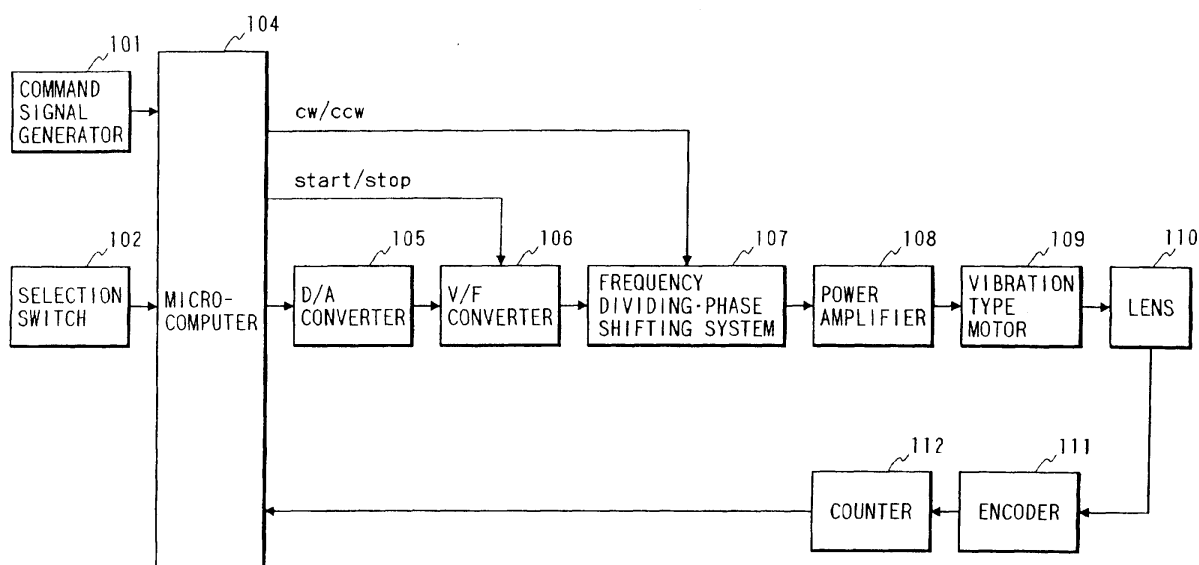 104
101
COMMAND
SIGNAL
GENERATOR
cw/ccw
start/stop
102
SELECTION
SWITCH
MICRO-
COMPUTER
105
D/A
CONVERTER
106
V/F
CONVERTER
107
FREQUENCY
DIVIDING·PHASE
SHIFTING SYSTEM
108
POWER
AMPLIFIER
109
VIBRATION
TYPE
MOTOR
110
LENS
112
COUNTER
111
ENCODER